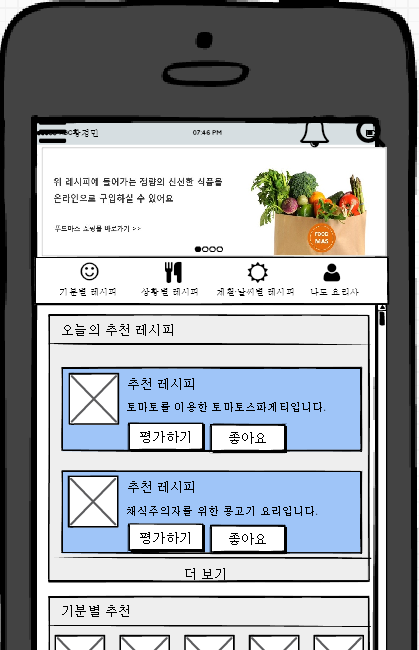 황경민
07:46 PM
위 레시피에 들어가는 정량의 신선한 식품을
온라인으로 구입하실 수 있어요
푸드마스 쇼핑몰 바로가기 >>
FOOD
MAS
기분별 레시피
상황별 레시피
계절·날씨별 레시피
나도 요리사
오늘의 추천 레시피
추천 레시피
토마토를 이용한 토마토스파게티입니다.
평가하기
좋아요
추천 레시피
채식주의자를 위한 콩고기 요리입니다.
평가하기
좋아요
더 보기
기분별 추천